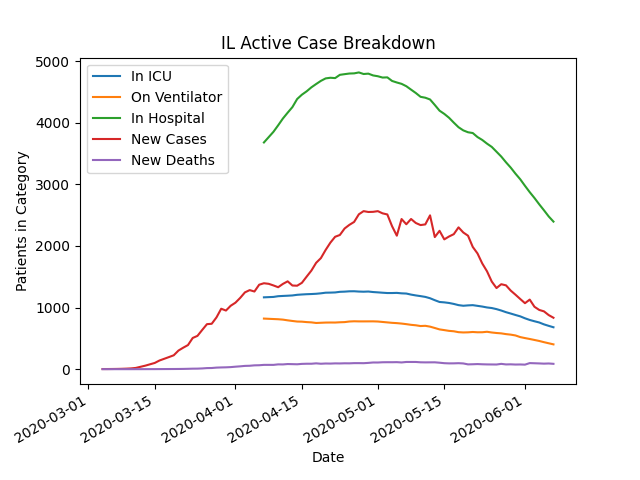 IL Active Case Breakdown
5000
4000
3000
2000
1000
0
Patients in Category
In ICU
On Ventilator
In Hospital
New Cases
New Deaths
2020-03-01
2020-03-15
2020-04-01
2020-04-15
2020-05-01
2020-05-15
2020-06-01
Date